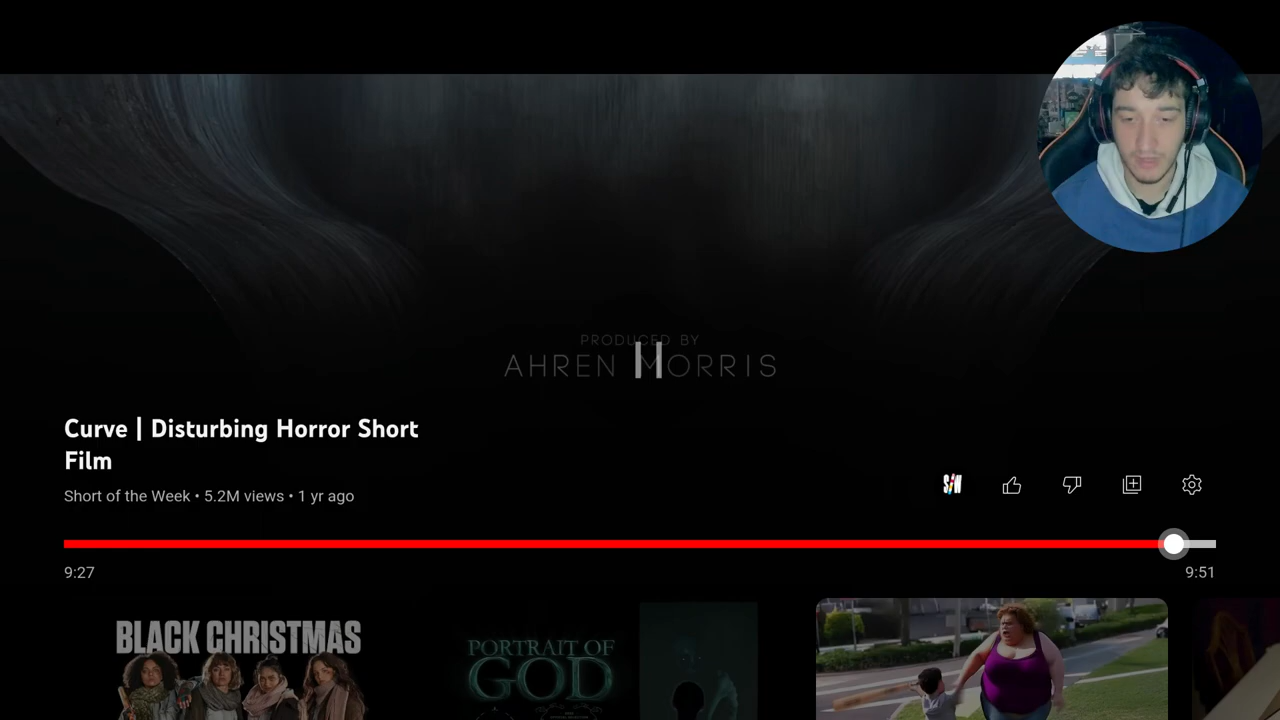 PRODUCED BY
AHREN MORRIS
Curve | Disturbing Horror Short
Film
Short of the Week • 5.2M views • 1 yr ago
S/W
9:27
9:51
BLACK CHRISTMAS
PORTRAIT OF
GOD